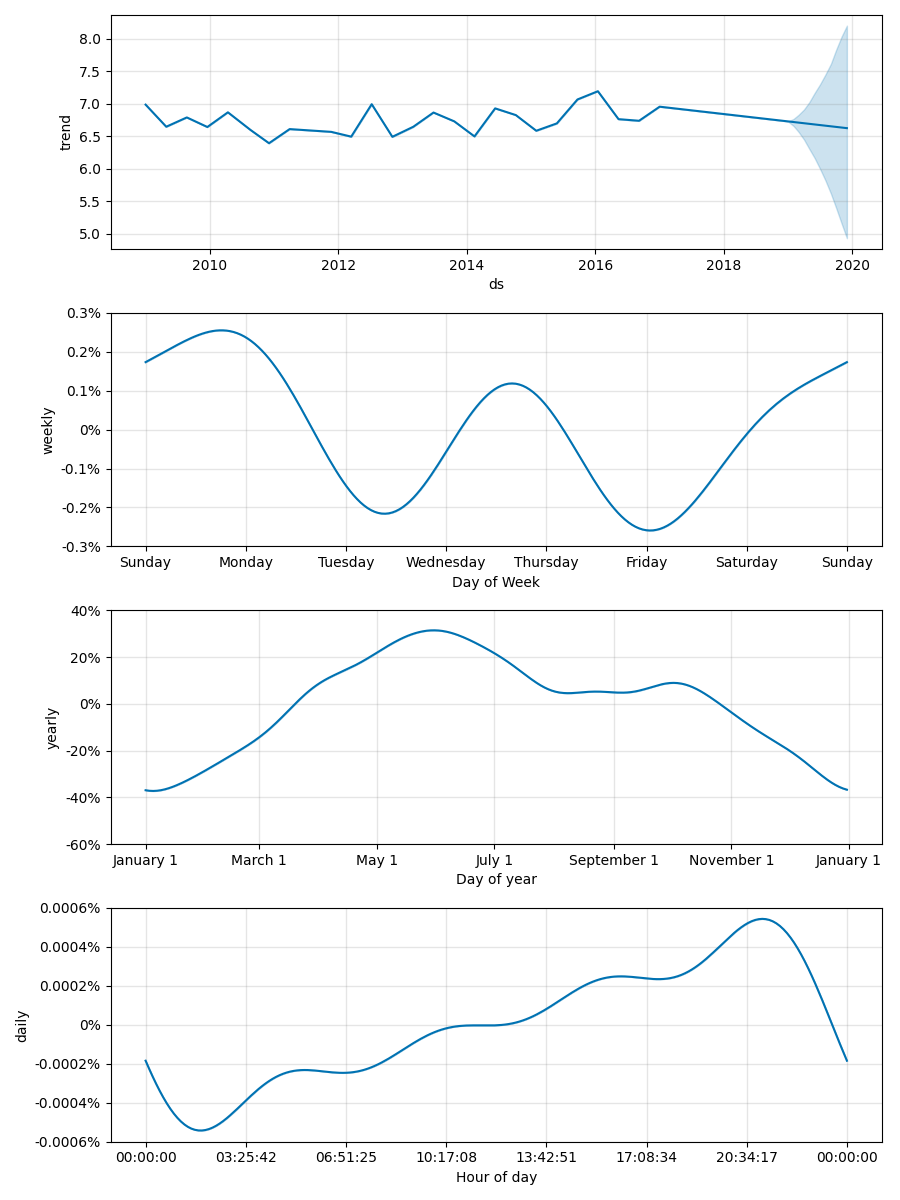 8.0
7.5
7.0
6.5
6.0
5.5
5.0
trend
2010 2012 2014 2016 2018 2020
ds
0.3%
0.2%
0.1%
0%
-0.1%
-0.2%
-0.3%
weekly
Sunday Monday Tuesday Wednesday Thursday Friday Saturday Sunday
Day of Week
40%
20%
0%
-20%
-40%
-60%
yearly
January 1 March 1 May 1 July 1 September 1 November 1 January 1
Day of year
0.0006%
0.0004%
0.0002%
0%
-0.0002%
-0.0004%
-0.0006%
daily
00:00:00 03:25:42 06:51:25 10:17:08 13:42:51 17:08:34 20:34:17 00:00:00
Hour of day